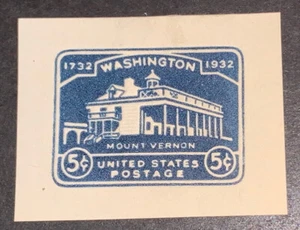 1732 WASHINGTON 1932
MOUNT VERNON
5¢ UNITED STATES 5¢
POSTAGE